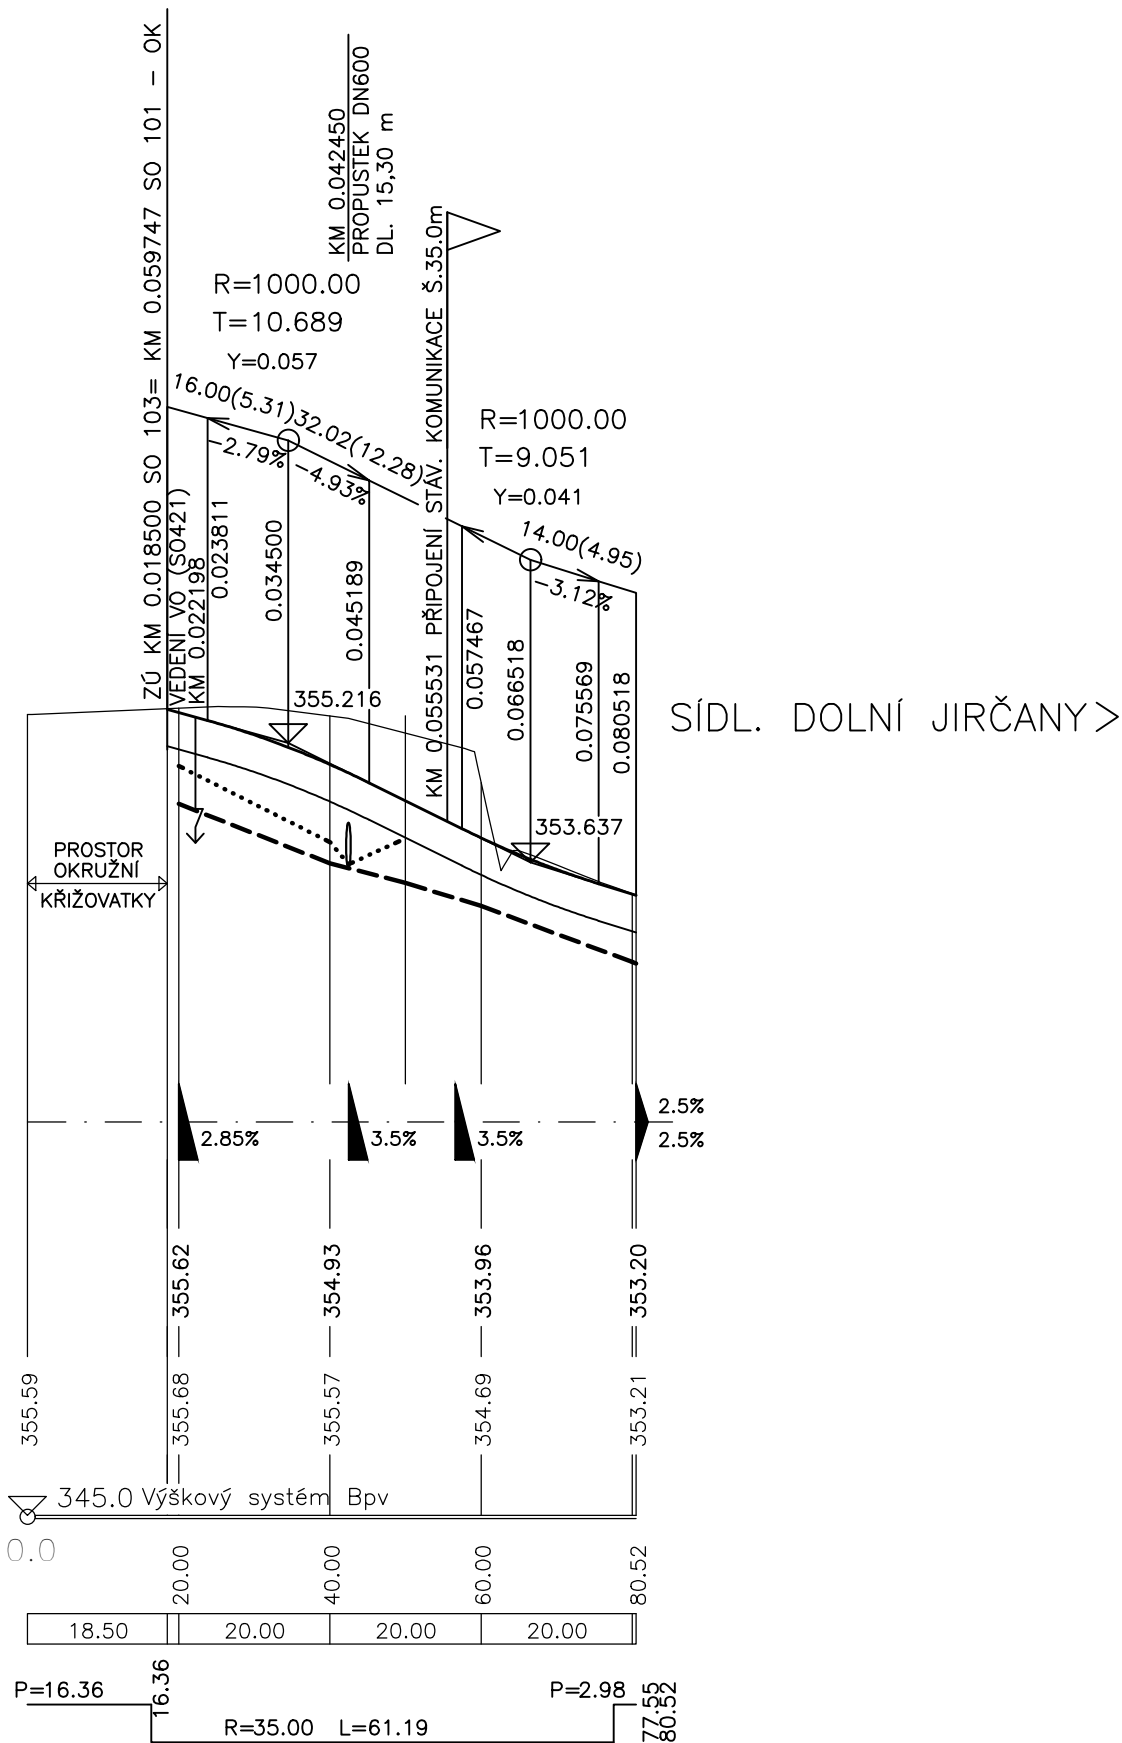 ZÚ KM 0.018500 SO 103= KM 0.059747 SO 101 - OK
KM 0.042450
PROPUSTEK DN600
DL. 15,30 m
R=1000.00
T=10.689
Y=0.057
16.00(5.31)
32.02(12.28)
-2.79%
-4.93%
KM 0.055531 PŘIPOJENÍ STÁV. KOMUNIKACE Š.35.0m
R=1000.00
T=9.051
Y=0.041
14.00(4.95)
-3.12%
VEDENÍ VO (SO421)
KM 0.022198
0.023811
0.034500
0.045189
0.057467
0.066518
0.075569
0.080518
355.216
353.637
SÍDL. DOLNÍ JIRČANY>
PROSTOR
OKRUŽNÍ
KŘIŽOVATKY
2.85%
3.5%
3.5%
2.5%
2.5%
355.62
354.93
353.96
353.20
355.59
355.68
355.57
354.69
353.21
345.0 Výškový systém Bpv
0.0
20.00
40.00
60.00
80.52
18.50
20.00
20.00
20.00
P=16.36
16.36
R=35.00 L=61.19
P=2.98
77.55
80.52